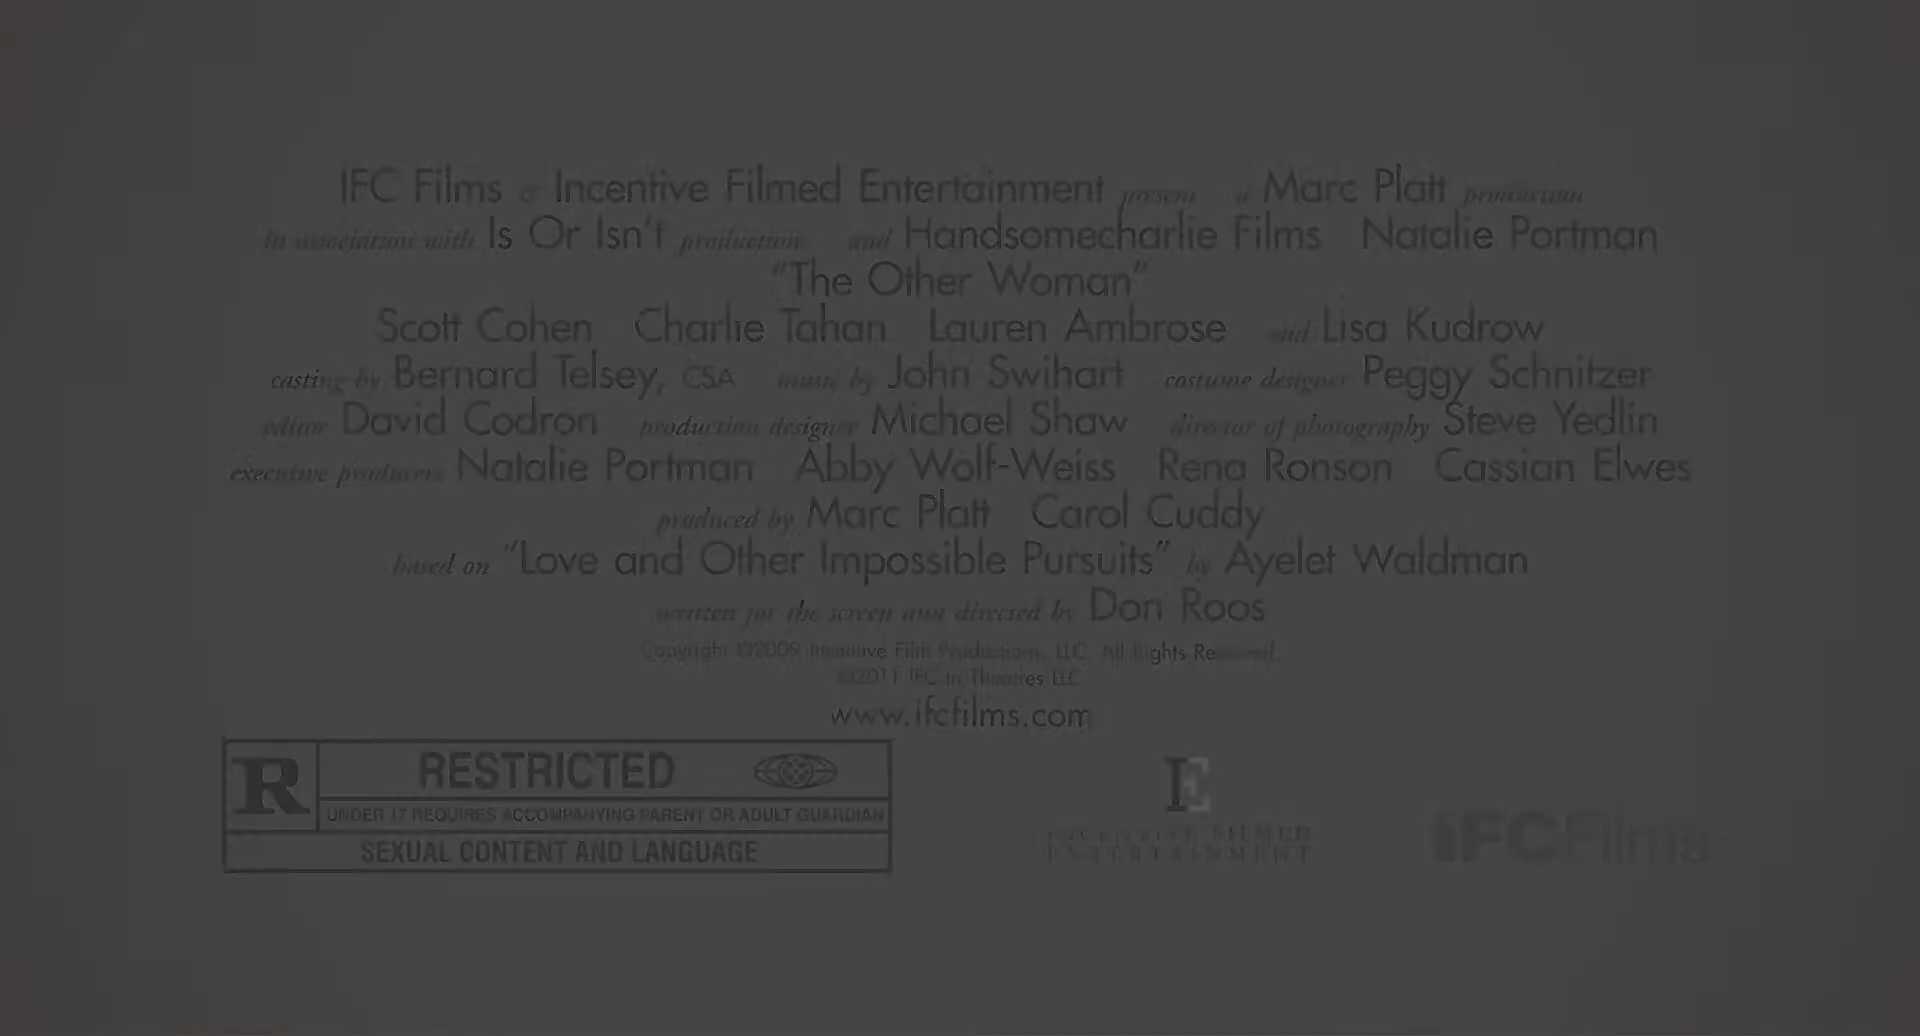 IFC Films & Incentive Filmed Entertainment present a Marc Platt production
in association with Is Or Isn't productions and Handsomecharlie Films Natalie Portman
"The Other Woman"
Scott Cohen Charlie Tahan Lauren Ambrose and Lisa Kudrow
casting by Bernard Telsey, CSA music by John Swihart costume designer Peggy Schnitzer
editor David Codron production designer Michael Shaw director of photography Steve Yedlin
executive producers Natalie Portman Abby Wolf-Weiss Rena Ronson Cassian Elwes
produced by Marc Platt Carol Cuddy
based on "Love and Other Impossible Pursuits" by Ayelet Waldman
written for the screen and directed by Don Roos
Copyright ©2009 Incentive Film Productions, LLC. All Rights Reserved.
©2011 IFC in Theatres LLC
www.ifcfilms.com
R RESTRICTED
UNDER 17 REQUIRES ACCOMPANYING PARENT OR ADULT GUARDIAN
SEXUAL CONTENT AND LANGUAGE
IE
INCENTIVE FILMED
ENTERTAINMENT
IFC Films